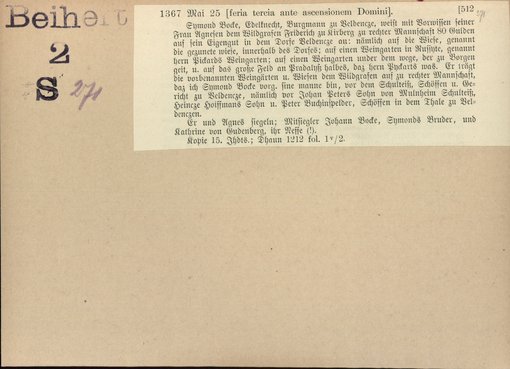 Beiheft
2
S 271
1367 Mai 25 [feria tercia ante ascensionem Domini]. [512
271
Symond Bocke, Edelknecht, Burgmann zu Veldencze, weist mit Vorwissen seiner
Frau Agnesen dem Wildgrafen Friderich zu Kirberg zu rechter Mannschaft 80 Gulden
auf sein Eigengut in dem Dorfe Veldencze an: nämlich auf die Wiese, genannt
die gezunete wiese, innerhalb des Dorfes; auf einen Weingarten in Rusitze, genannt
hern Pickards Weingarten; auf einen Weingarten under dem wege, der zu Borgen
geit, u. auf das große Feld an Pradalisz halbes, daz hern Pyckarts was. Er trägt
die vorbenannten Weingärten u. Wiesen dem Wildgrafen auf zu rechter Mannschaft,
daz ich Symond Bocke vorg. sine manne bin, vor dem Schulteiß, Schöffen u. Ge-
richt zu Veldencze, nämlich vor Johan Peters Sohn von Mulnheim Schulteiß,
Heincze Hoiffmans Sohn u. Peter Buchinfelder, Schöffen in dem Thale zu Vel-
denczen.
Er und Agnes siegeln; Mitsiegler Johann Bocke, Symonds Bruder, und
Kathrine von Gudenberg, ihr Neffe (!).
Kopie 15. Jhdts.; Dhaun 1212 fol. 1v/2.